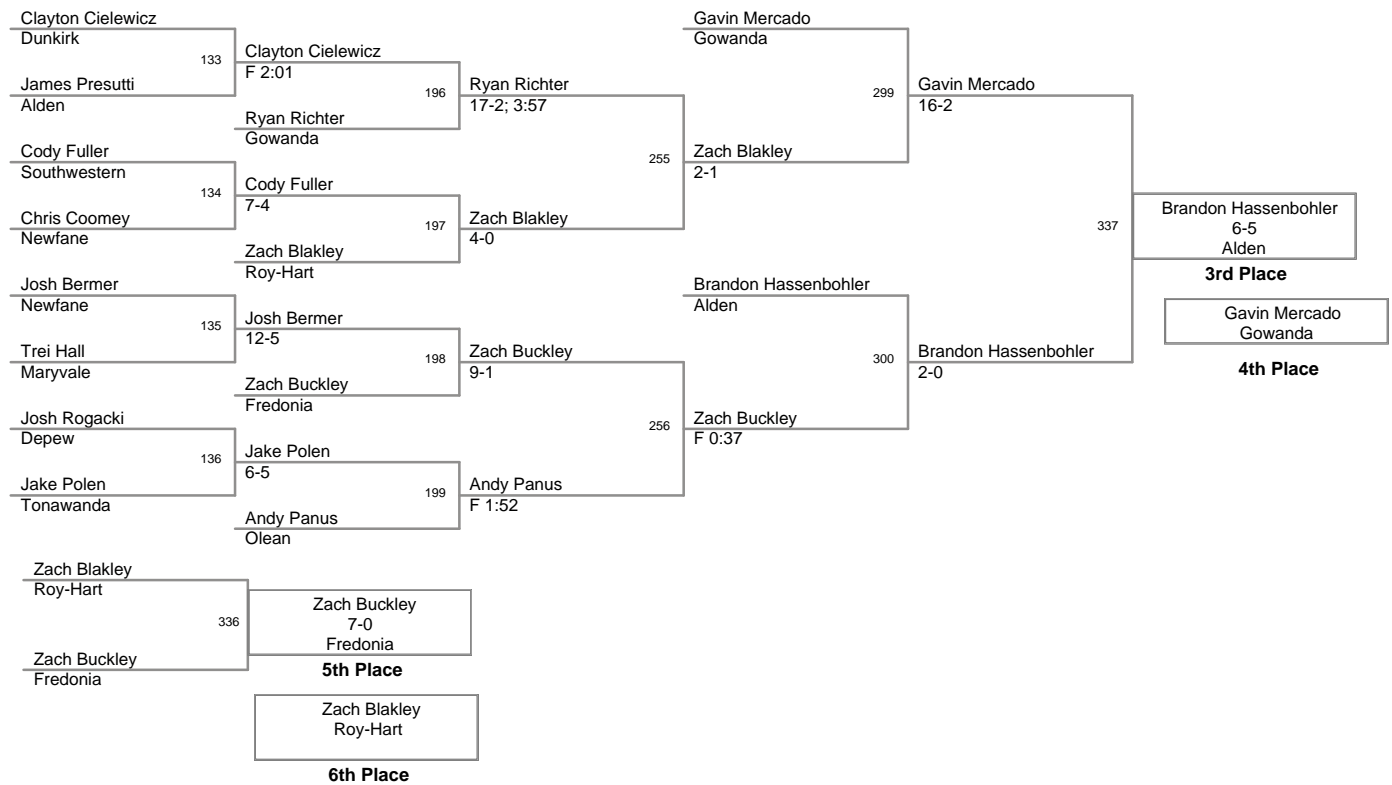 Clayton Cielewicz
Dunkirk
133
James Presutti
Alden
Cody Fuller
Southwestern
134
Chris Coomey
Newfane
Josh Bermer
Newfane
135
Trei Hall
Maryvale
Josh Rogacki
Depew
136
Jake Polen
Tonawanda
Clayton Cielewicz
F 2:01
196
Ryan Richter
Gowanda
Cody Fuller
7-4
197
Zach Blakley
Roy-Hart
Josh Bermer
12-5
198
Zach Buckley
Fredonia
Jake Polen
6-5
199
Andy Panus
Olean
Ryan Richter
17-2; 3:57
255
Zach Blakley
4-0
Zach Buckley
9-1
256
Andy Panus
F 1:52
Gavin Mercado
Gowanda
299
Zach Blakley
2-1
Brandon Hassenbohler
Alden
300
Zach Buckley
F 0:37
Gavin Mercado
16-2
337
Brandon Hassenbohler
2-0
Brandon Hassenbohler
6-5
Alden
3rd Place
Gavin Mercado
Gowanda
4th Place
Zach Blakley
Roy-Hart
336
Zach Buckley
Fredonia
Zach Buckley
7-0
Fredonia
5th Place
Zach Blakley
Roy-Hart
6th Place